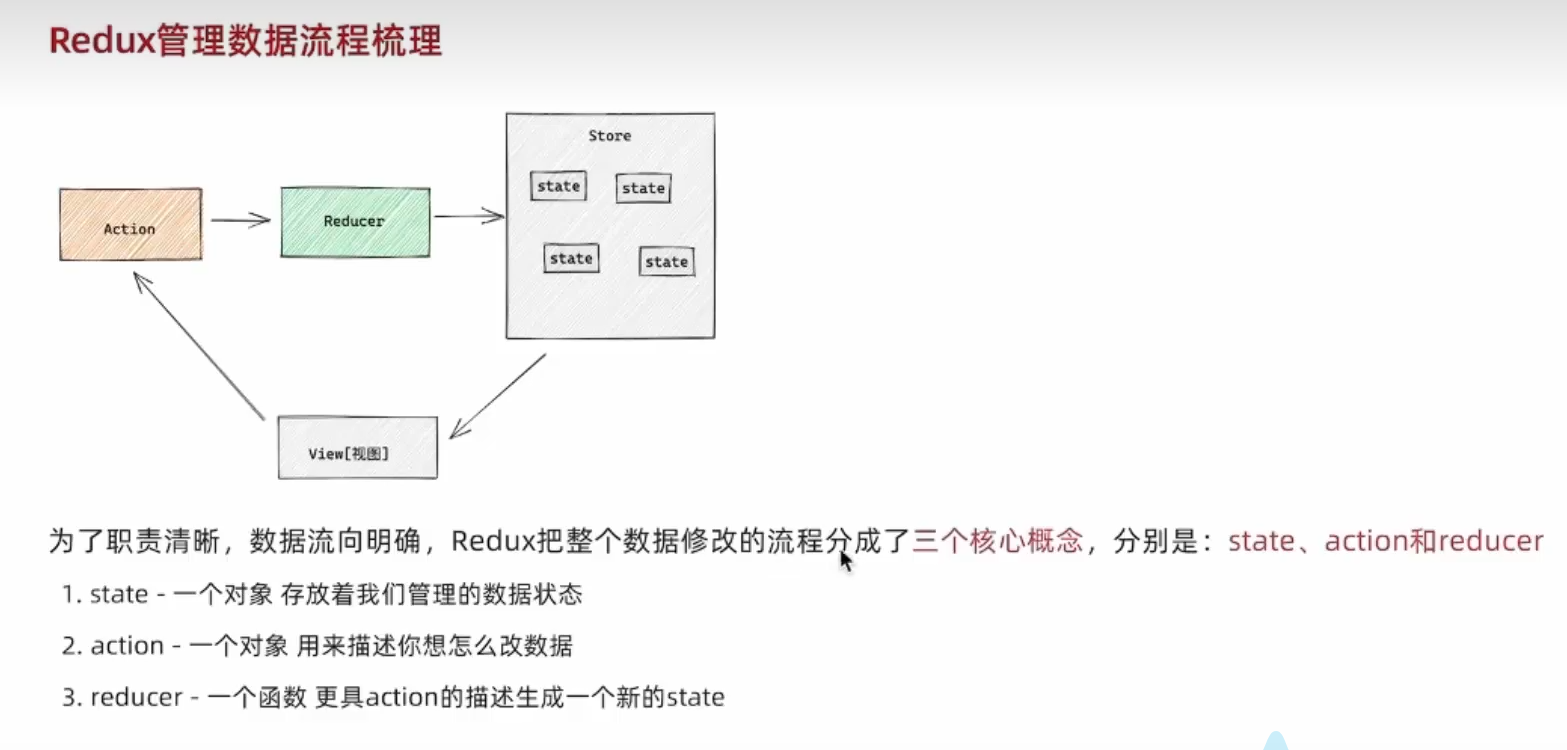 Redux管理数据流程梳理
Store
state
state
Action
Reducer
state
state
View[视图]
为了职责清晰，数据流向明确，Redux把整个数据修改的流程分成了三个核心概念，分别是：state、action和reducer
1. state - 一个对象 存放着我们管理的数据状态
2. action - 一个对象 用来描述你想怎么改数据
3. reducer - 一个函数 更具action的描述生成一个新的state